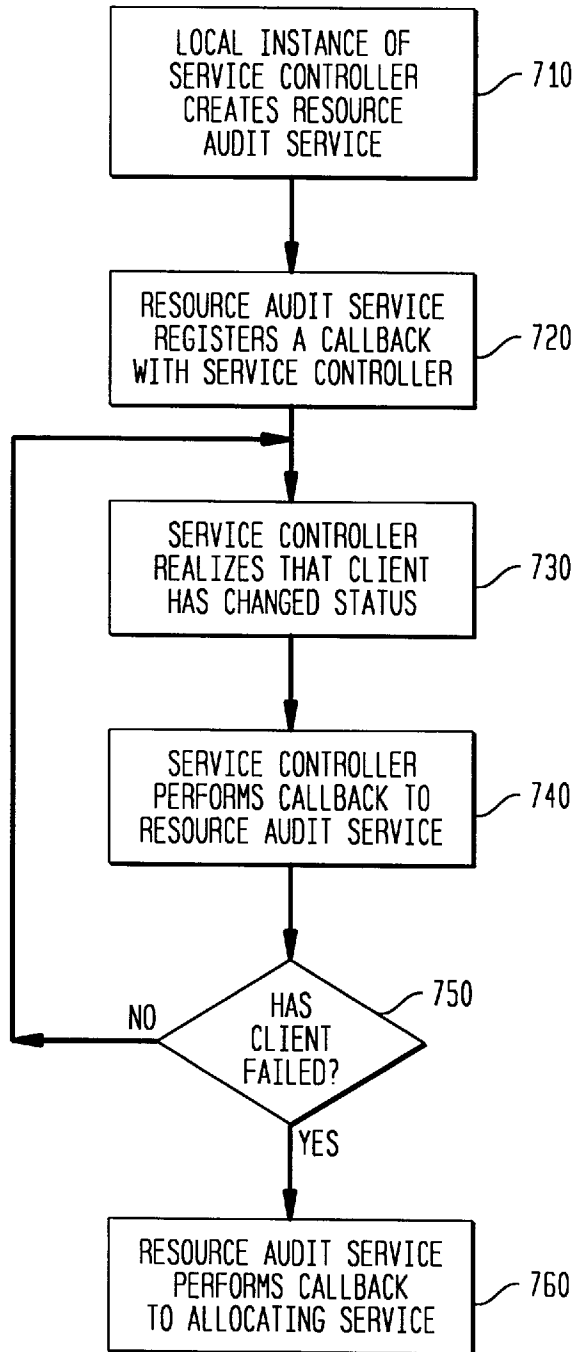 LOCAL INSTANCE OF
SERVICE CONTROLLER
CREATES RESOURCE
AUDIT SERVICE
710
RESOURCE AUDIT SERVICE
REGISTERS A CALLBACK
WITH SERVICE CONTROLLER
720
SERVICE CONTROLLER
REALIZES THAT CLIENT
HAS CHANGED STATUS
730
SERVICE CONTROLLER
PERFORMS CALLBACK TO
RESOURCE AUDIT SERVICE
740
HAS
CLIENT
FAILED?
750
NO
YES
RESOURCE AUDIT SERVICE
PERFORMS CALLBACK
TO ALLOCATING SERVICE
760